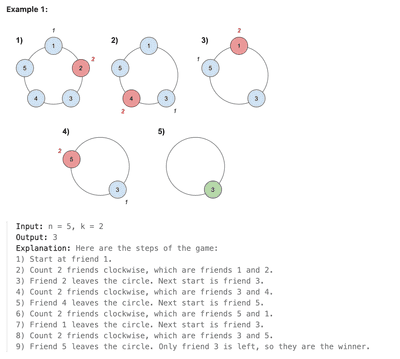 Example 1:
1) 2) 3)
1 1 2
5 1 2 2 5 1 1 5 1
4 3 2 4 3 1 3
4) 5)
2 5 3 1 3
Input: n = 5, k = 2
Output: 3
Explanation: Here are the steps of the game:
1) Start at friend 1.
2) Count 2 friends clockwise, which are friends 1 and 2.
3) Friend 2 leaves the circle. Next start is friend 3.
4) Count 2 friends clockwise, which are friends 3 and 4.
5) Friend 4 leaves the circle. Next start is friend 5.
6) Count 2 friends clockwise, which are friends 5 and 1.
7) Friend 1 leaves the circle. Next start is friend 3.
8) Count 2 friends clockwise, which are friends 3 and 5.
9) Friend 5 leaves the circle. Only friend 3 is left, so they are the winner.